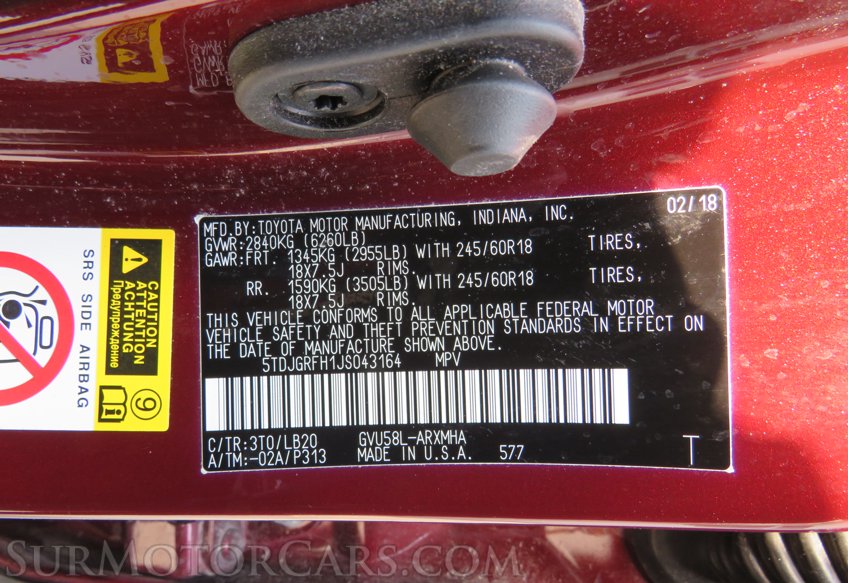 MFD.BY:TOYOTA MOTOR MANUFACTURING, INDIANA, INC. 02/18
GVWR:2840KG (6260LB)
GAWR:FRT. 1345KG (2955LB) WITH 245/60R18 TIRES,
18X7.5J RIMS.
RR. 1590KG (3505LB) WITH 245/60R18 TIRES,
18X7.5J RIMS.
THIS VEHICLE CONFORMS TO ALL APPLICABLE FEDERAL MOTOR
VEHICLE SAFETY AND THEFT PREVENTION STANDARDS IN EFFECT ON
THE DATE OF MANUFACTURE SHOWN ABOVE.
5TDJGRFH1JS043164 MPV
C/TR:3T0/LB20 GVU58L-ARXMHA
A/TM:-02A/P313 MADE IN U.S.A. 577 T
SRS SIDE AIRBAG
CAUTION
ATTENTION
ACHTUNG
Предупреждение
9
SURMOTORCARS.COM